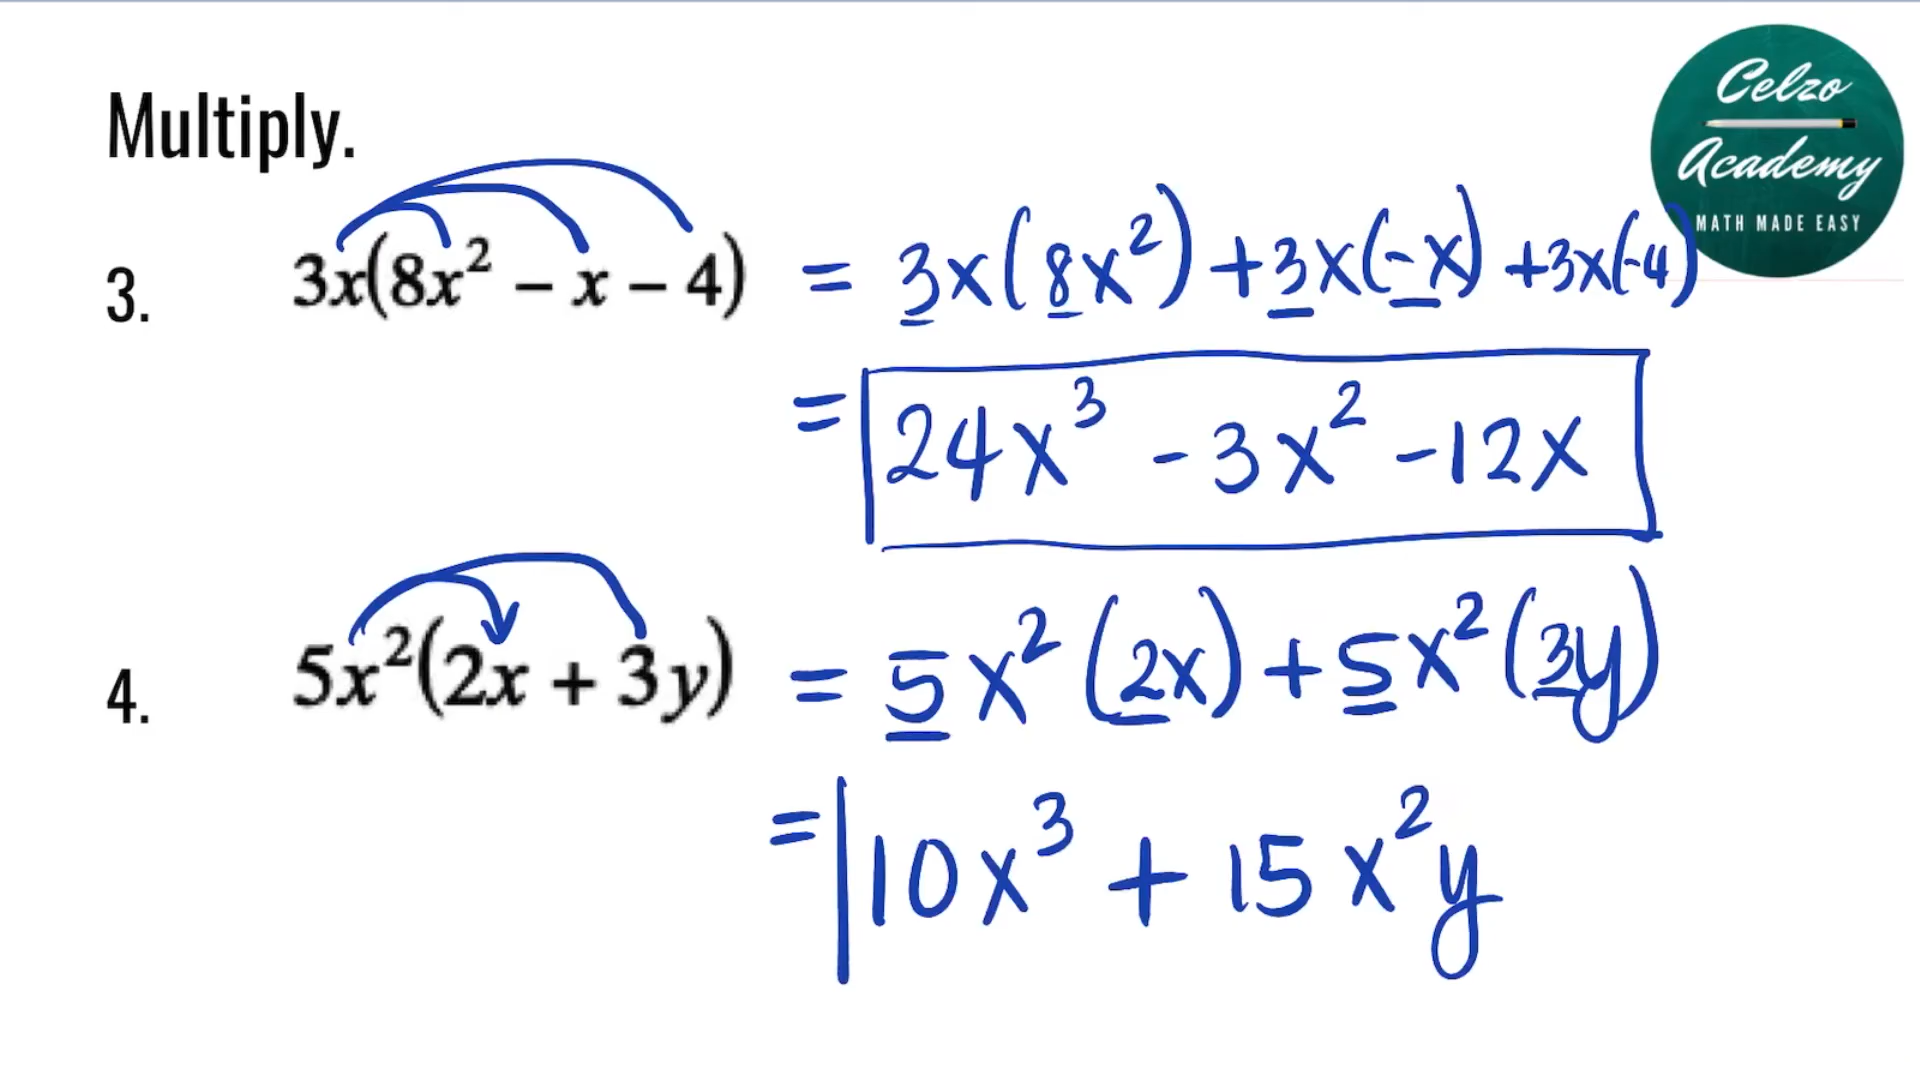 Multiply.
Celzo
Academy
MATH MADE EASY
3. 3x(8x² – x – 4) = 3x(8x²) + 3x(-x) + 3x(-4)
= 24x³ - 3x² - 12x
4. 5x²(2x + 3y) = 5x²(2x) + 5x²(3y)
= 10x³ + 15x²y